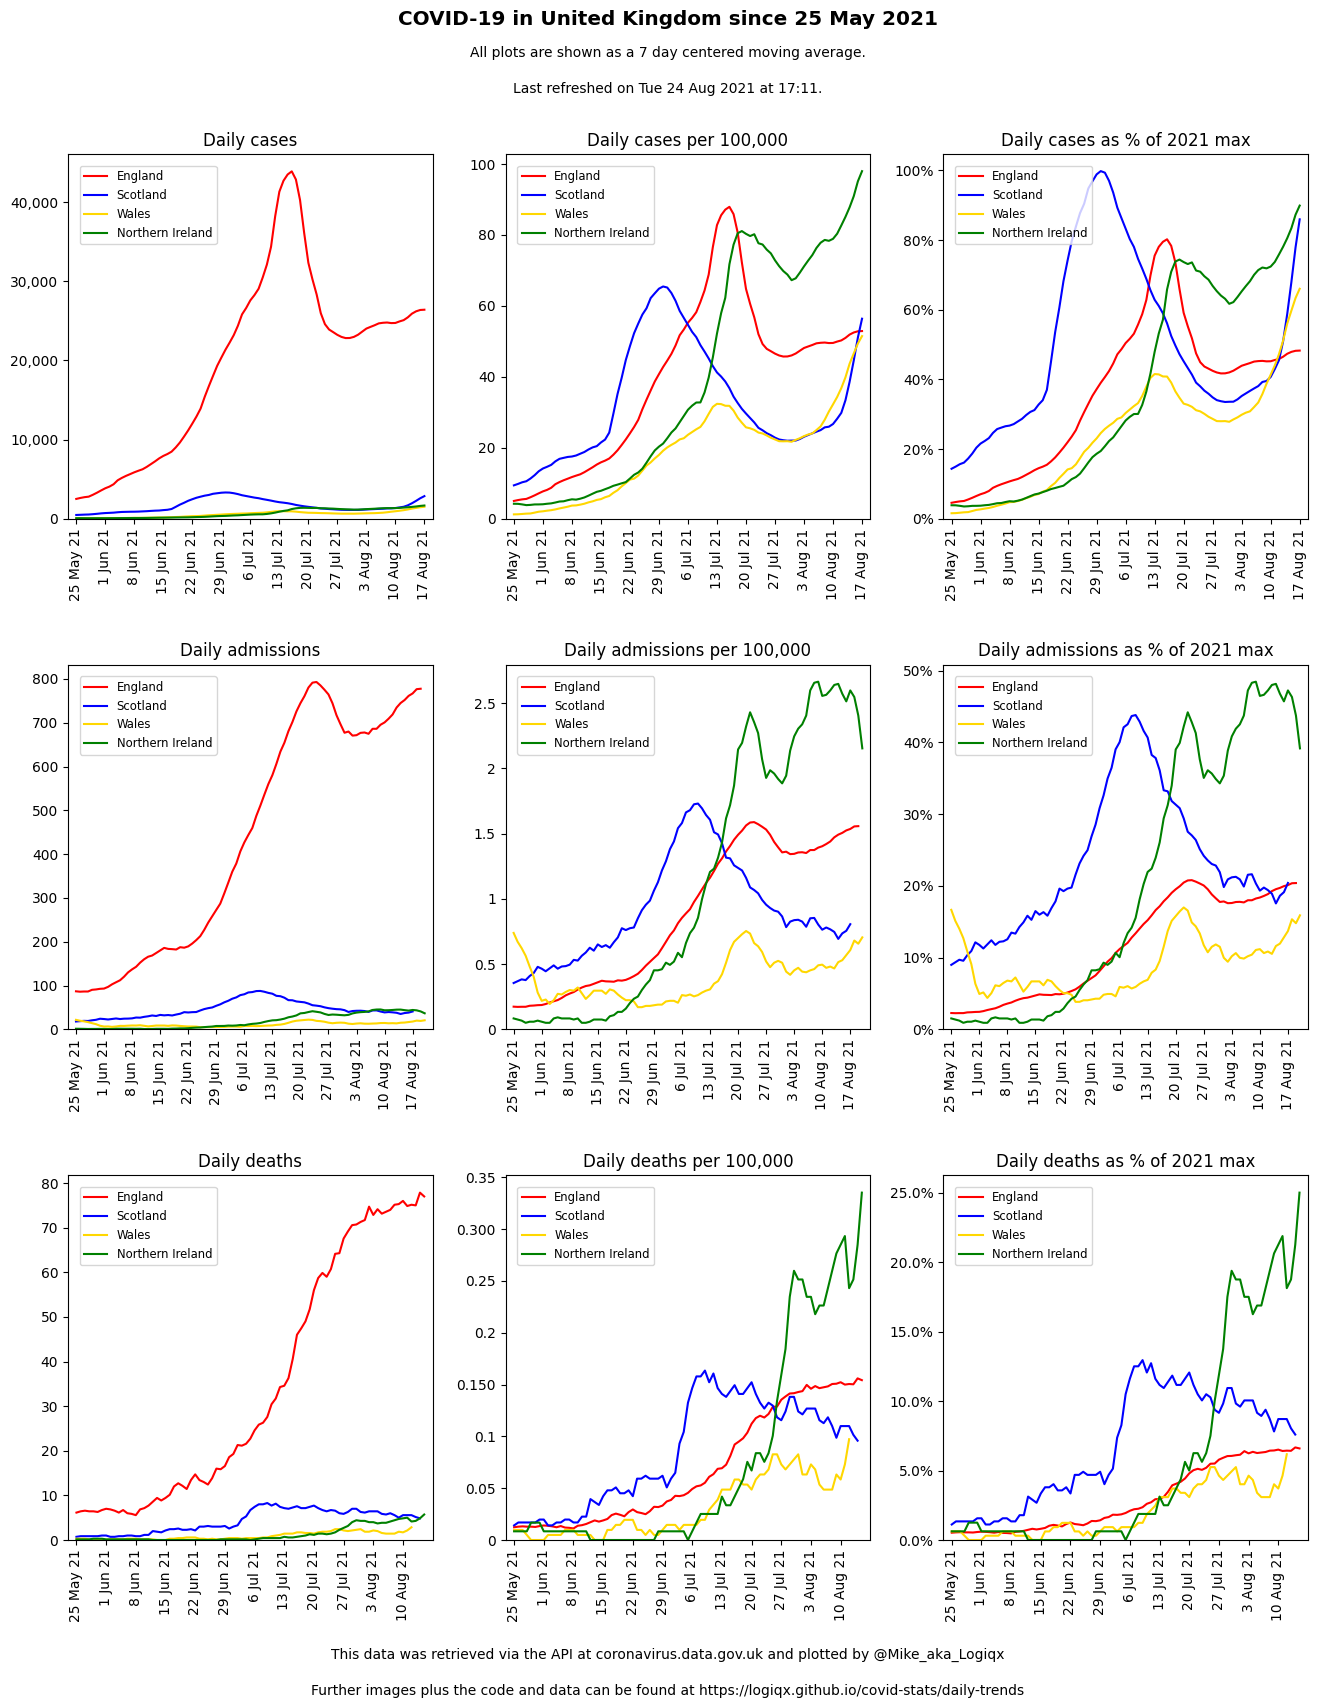 COVID-19 in United Kingdom since 25 May 2021
All plots are shown as a 7 day centered moving average.
Last refreshed on Tue 24 Aug 2021 at 17:11.
Daily cases
England
Scotland
Wales
Northern Ireland
40,000
30,000
20,000
10,000
0
25 May 21
1 Jun 21
8 Jun 21
15 Jun 21
22 Jun 21
29 Jun 21
6 Jul 21
13 Jul 21
20 Jul 21
27 Jul 21
3 Aug 21
10 Aug 21
17 Aug 21
Daily cases per 100,000
England
Scotland
Wales
Northern Ireland
100
80
60
40
20
0
25 May 21
1 Jun 21
8 Jun 21
15 Jun 21
22 Jun 21
29 Jun 21
6 Jul 21
13 Jul 21
20 Jul 21
27 Jul 21
3 Aug 21
10 Aug 21
17 Aug 21
Daily cases as % of 2021 max
England
Scotland
Wales
Northern Ireland
100%
80%
60%
40%
20%
0%
25 May 21
1 Jun 21
8 Jun 21
15 Jun 21
22 Jun 21
29 Jun 21
6 Jul 21
13 Jul 21
20 Jul 21
27 Jul 21
3 Aug 21
10 Aug 21
17 Aug 21
Daily admissions
England
Scotland
Wales
Northern Ireland
800
700
600
500
400
300
200
100
0
25 May 21
1 Jun 21
8 Jun 21
15 Jun 21
22 Jun 21
29 Jun 21
6 Jul 21
13 Jul 21
20 Jul 21
27 Jul 21
3 Aug 21
10 Aug 21
17 Aug 21
Daily admissions per 100,000
England
Scotland
Wales
Northern Ireland
2.5
2
1.5
1
0.5
0
25 May 21
1 Jun 21
8 Jun 21
15 Jun 21
22 Jun 21
29 Jun 21
6 Jul 21
13 Jul 21
20 Jul 21
27 Jul 21
3 Aug 21
10 Aug 21
17 Aug 21
Daily admissions as % of 2021 max
England
Scotland
Wales
Northern Ireland
50%
40%
30%
20%
10%
0%
25 May 21
1 Jun 21
8 Jun 21
15 Jun 21
22 Jun 21
29 Jun 21
6 Jul 21
13 Jul 21
20 Jul 21
27 Jul 21
3 Aug 21
10 Aug 21
17 Aug 21
Daily deaths
England
Scotland
Wales
Northern Ireland
80
70
60
50
40
30
20
10
0
25 May 21
1 Jun 21
8 Jun 21
15 Jun 21
22 Jun 21
29 Jun 21
6 Jul 21
13 Jul 21
20 Jul 21
27 Jul 21
3 Aug 21
10 Aug 21
Daily deaths per 100,000
England
Scotland
Wales
Northern Ireland
0.35
0.300
0.25
0.2
0.150
0.1
0.05
0
25 May 21
1 Jun 21
8 Jun 21
15 Jun 21
22 Jun 21
29 Jun 21
6 Jul 21
13 Jul 21
20 Jul 21
27 Jul 21
3 Aug 21
10 Aug 21
Daily deaths as % of 2021 max
England
Scotland
Wales
Northern Ireland
25.0%
20.0%
15.0%
10.0%
5.0%
0.0%
25 May 21
1 Jun 21
8 Jun 21
15 Jun 21
22 Jun 21
29 Jun 21
6 Jul 21
13 Jul 21
20 Jul 21
27 Jul 21
3 Aug 21
10 Aug 21
This data was retrieved via the API at coronavirus.data.gov.uk and plotted by @Mike_aka_Logiqx
Further images plus the code and data can be found at https://logiqx.github.io/covid-stats/daily-trends